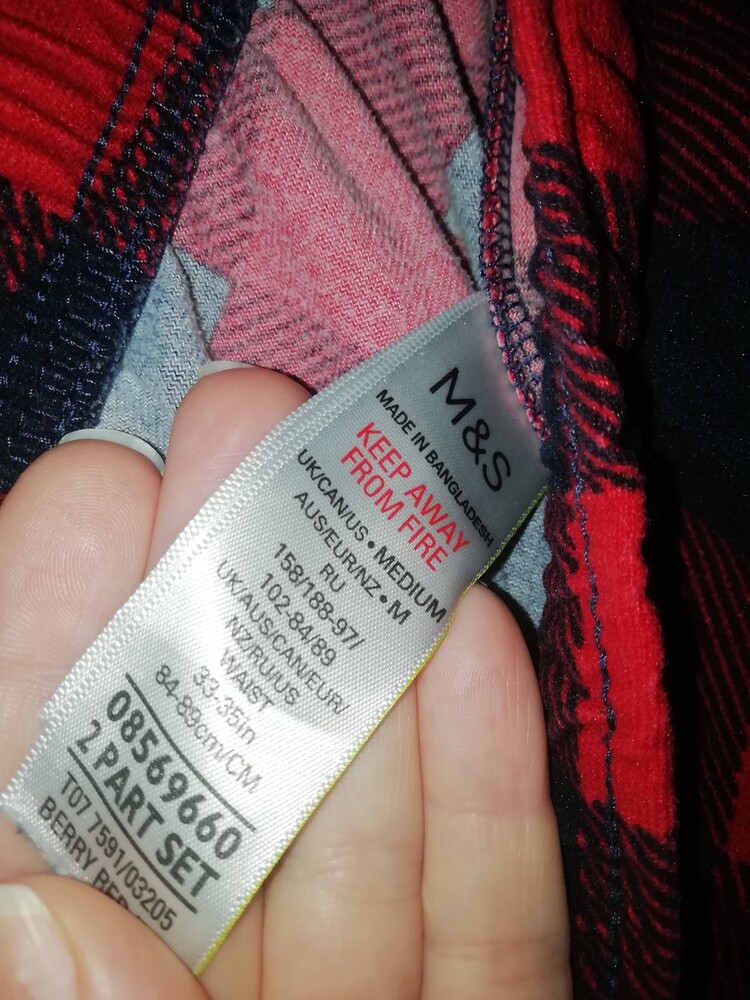 M&S
MADE IN BANGLADESH
KEEP AWAY
FROM FIRE
UK/CAN/US • MEDIUM
AUS/EUR/NZ • M
RU
158/188-97/
102-84/89
UK/AUS/CAN/EUR/
NZ/RU/US
WAIST
33-35in
84-89cm/CM
08569660
2 PART SET
T07 7591/03205
BERRY